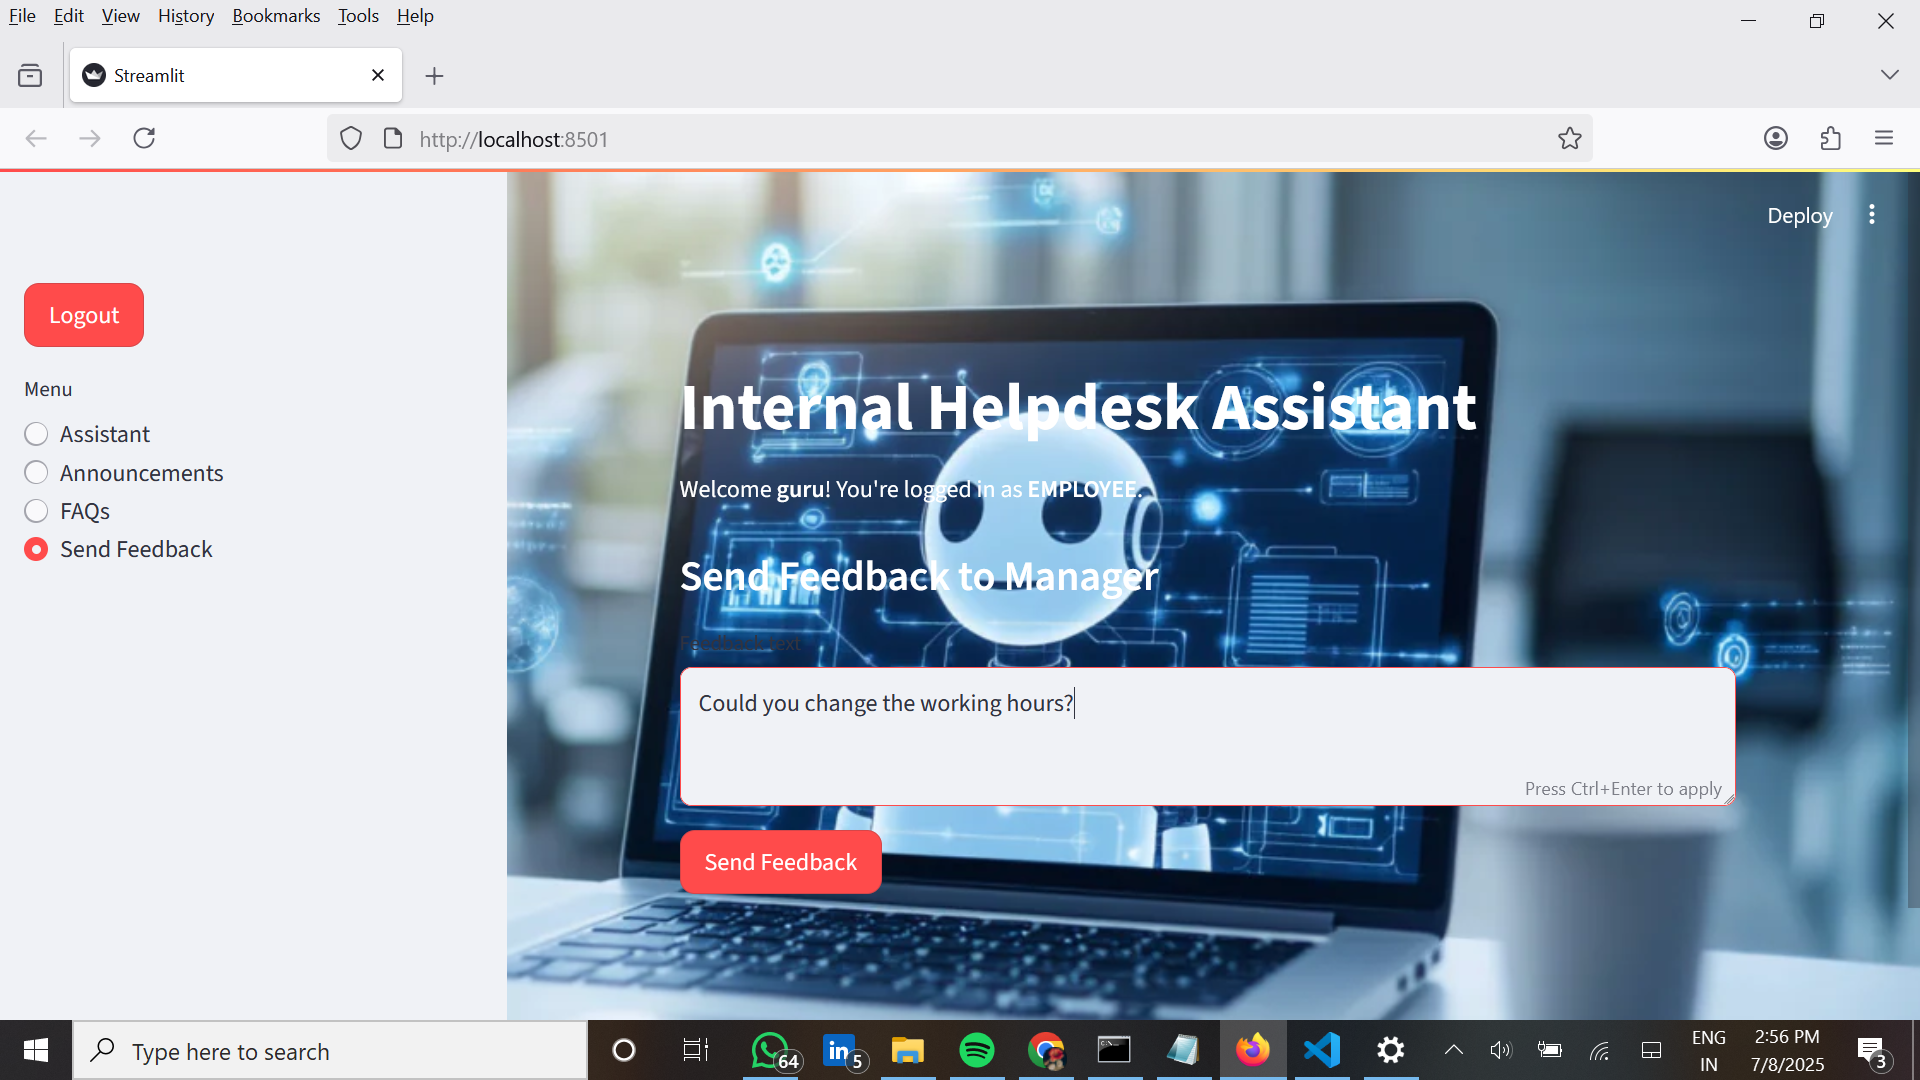 File Edit View History Bookmarks Tools Help
Streamlit
http://localhost:8501
Deploy
Logout
Menu
Assistant
Announcements
FAQs
Send Feedback
Internal Helpdesk Assistant
Welcome guru! You're logged in as EMPLOYEE.
Send Feedback to Manager
Feedback text
Could you change the working hours?
Press Ctrl+Enter to apply
Send Feedback
Type here to search
64
5
ENG
IN
2:56 PM
7/8/2025
3